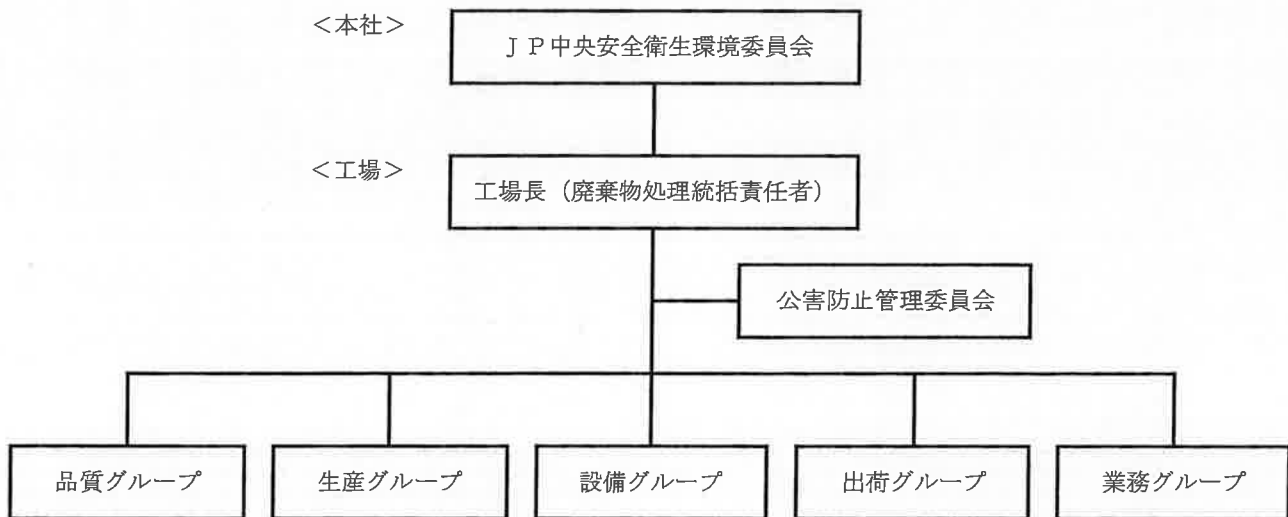 ＜本社＞
ＪＰ中央安全衛生環境委員会
＜工場＞
工場長（廃棄物処理統括責任者）
公害防止管理委員会
品質グループ
生産グループ
設備グループ
出荷グループ
業務グループ